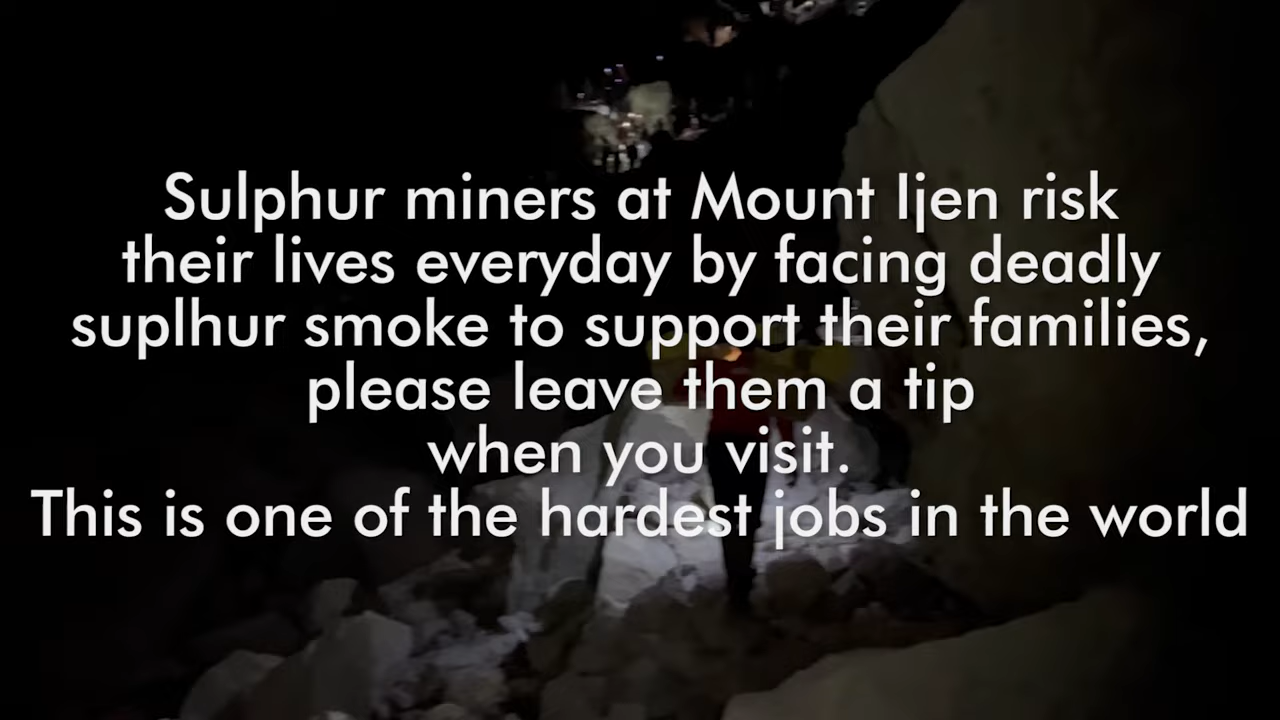 Sulphur miners at Mount Ijen risk
their lives everyday by facing deadly
suplhur smoke to support their families,
please leave them a tip
when you visit.
This is one of the hardest jobs in the world